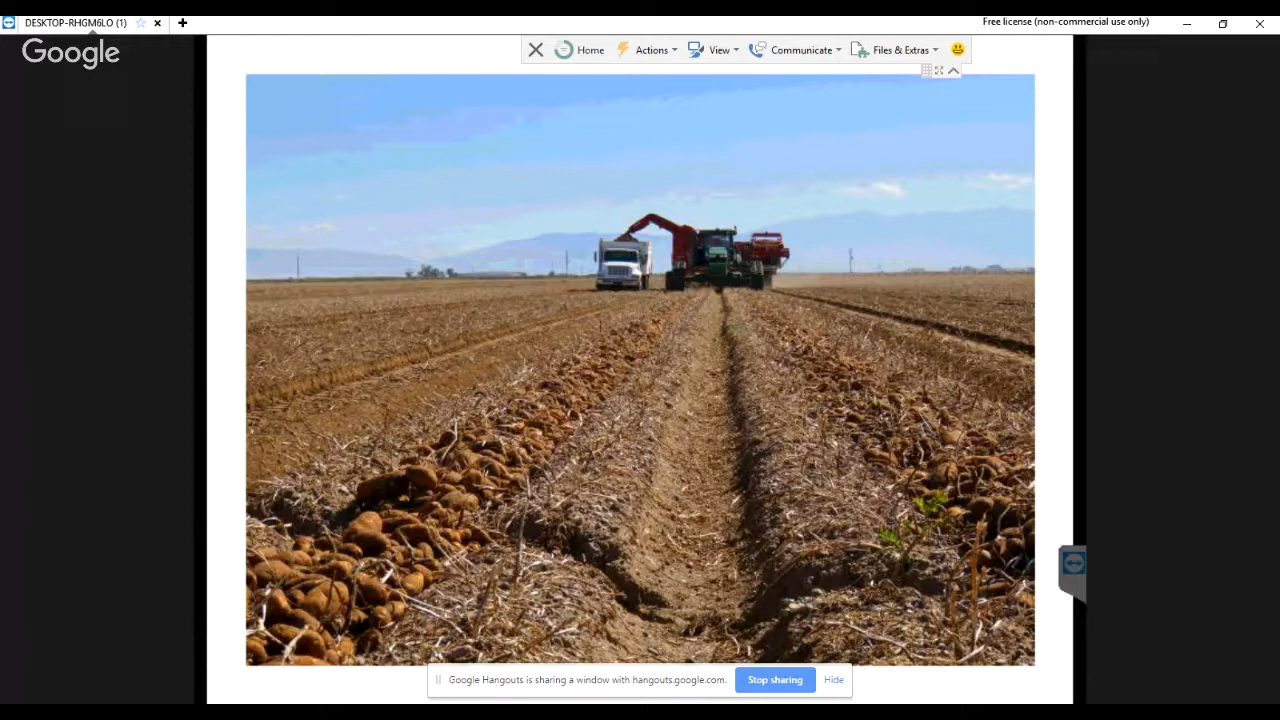 DESKTOP-RHGM6LO (1)
Free license (non-commercial use only)
Google
Home
Actions
View
Communicate
Files & Extras
Google Hangouts is sharing a window with hangouts.google.com.
Stop sharing
Hide